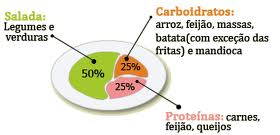 Salada:
Legumes e
verduras
Carboidratos:
arroz, feijão, massas,
batata(com exceção das
fritas) e mandioca
50%
25%
25%
Proteínas: carnes,
feijão, queijos